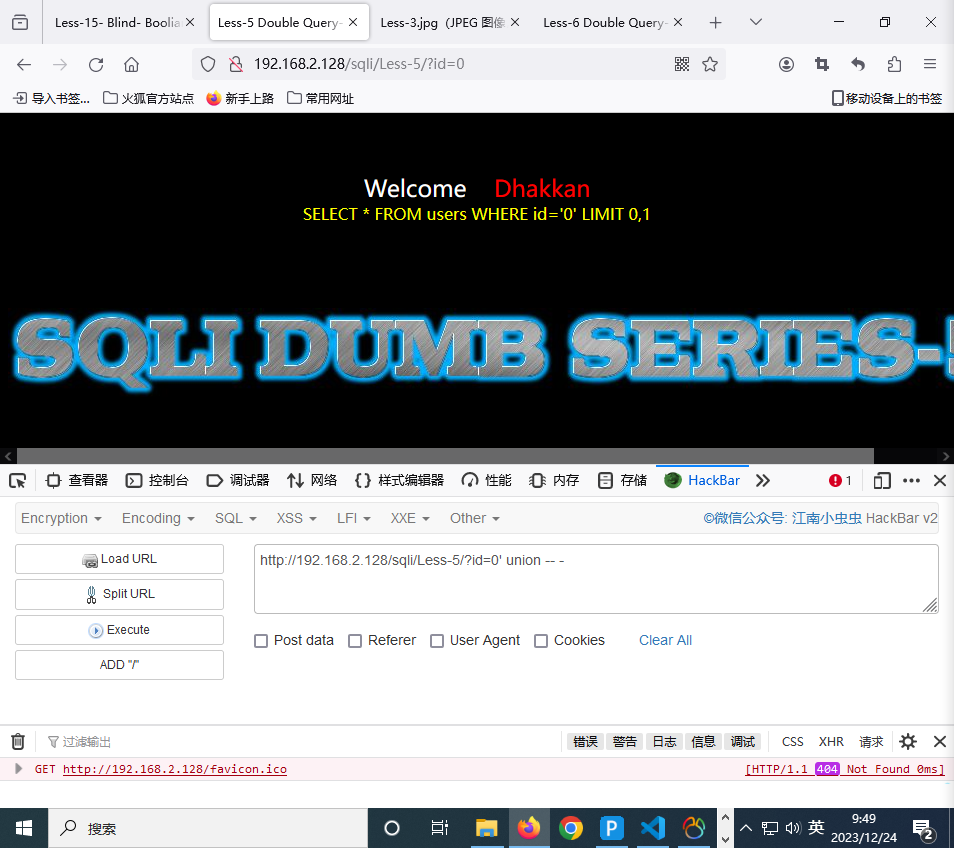 Less-15- Blind- Boolia
Less-5 Double Query-
Less-3.jpg（JPEG 图像
Less-6 Double Query-
192.168.2.128/sqli/Less-5/?id=0
导入书签... 火狐官方站点 新手上路 常用网址 移动设备上的书签
Welcome Dhakkan
SELECT * FROM users WHERE id='0' LIMIT 0,1
SQLI DUMB SERIES-5
查看器 控制台 调试器 网络 样式编辑器 性能 内存 存储 HackBar 1
Encryption Encoding SQL XSS LFI XXE Other ©微信公众号: 江南小虫虫 HackBar v2
Load URL
Split URL
Execute
ADD "/"
http://192.168.2.128/sqli/Less-5/?id=0' union -- -
Post data Referer User Agent Cookies Clear All
过滤输出 错误 警告 日志 信息 调试 CSS XHR 请求
GET http://192.168.2.128/favicon.ico [HTTP/1.1 404 Not Found 0ms]
搜索
英
9:49
2023/12/24
2